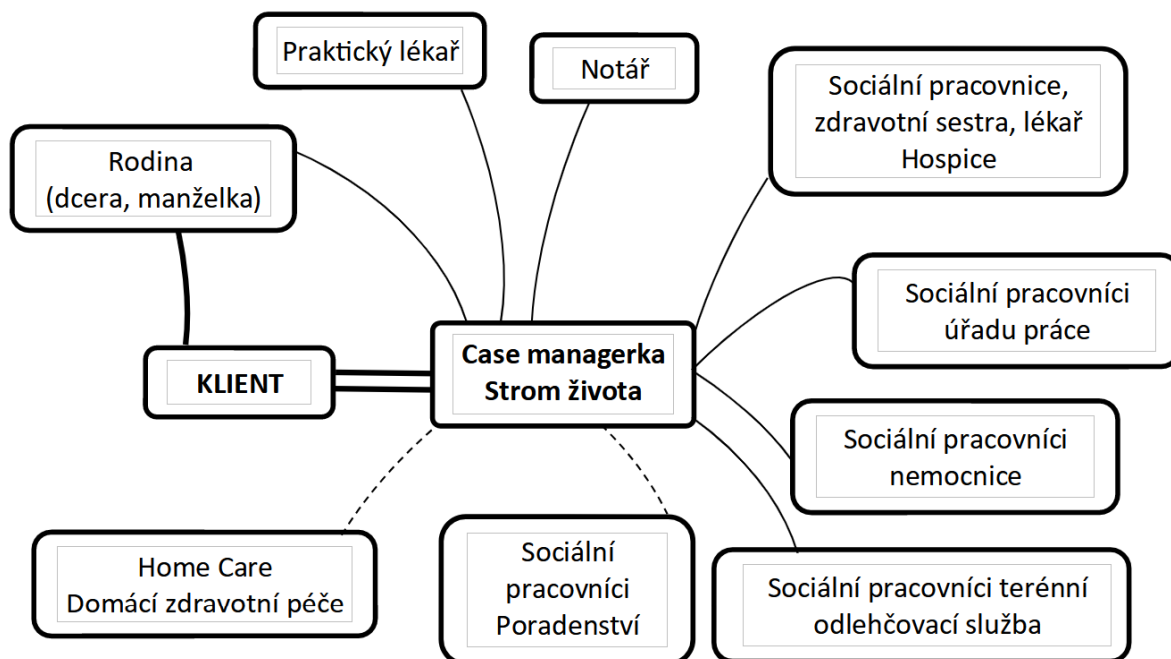 Praktický lékař
Notář
Sociální pracovnice,
zdravotní sestra, lékař
Hospice
Rodina
(dcera, manželka)
Sociální pracovníci
úřadu práce
KLIENT
Case managerka
Strom života
Sociální pracovníci
nemocnice
Home Care
Domácí zdravotní péče
Sociální
pracovníci
Poradenství
Sociální pracovníci terénní
odlehčovací služba